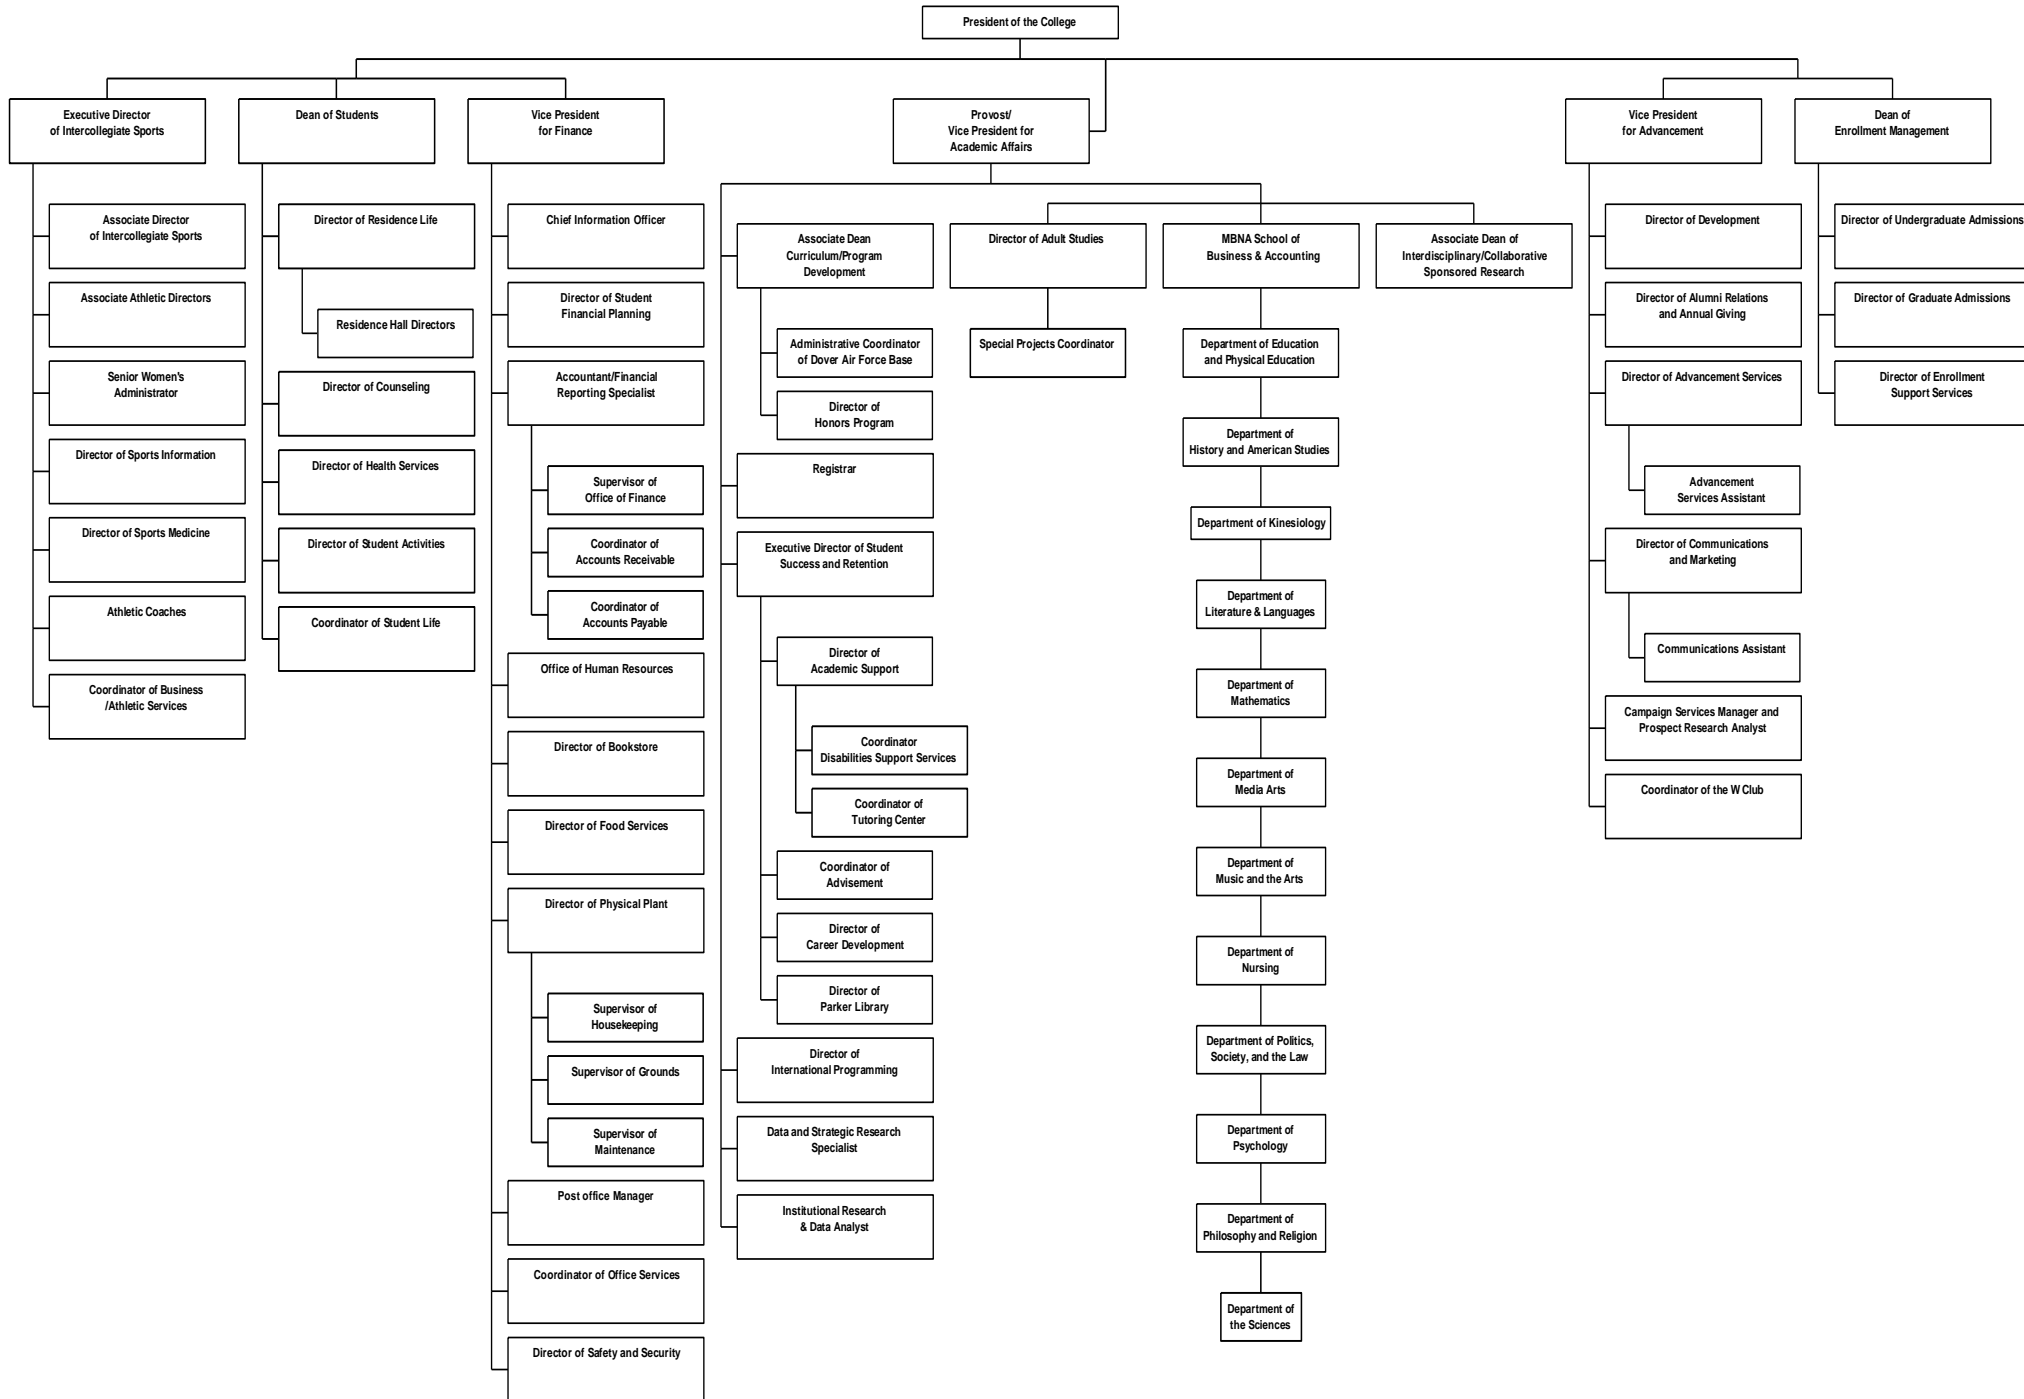 President of the College
Executive Director
of Intercollegiate Sports
Dean of Students
Vice President
for Finance
Provost/
Vice President for
Academic Affairs
Vice President
for Advancement
Dean of
Enrollment Management
Associate Director
of Intercollegiate Sports
Associate Athletic Directors
Senior Women's
Administrator
Director of Sports Information
Director of Sports Medicine
Athletic Coaches
Coordinator of Business
/Athletic Services
Director of Residence Life
Residence Hall Directors
Director of Counseling
Director of Health Services
Director of Student Activities
Coordinator of Student Life
Chief Information Officer
Director of Student
Financial Planning
Accountant/Financial
Reporting Specialist
Supervisor of
Office of Finance
Coordinator of
Accounts Receivable
Coordinator of
Accounts Payable
Office of Human Resources
Director of Bookstore
Director of Food Services
Director of Physical Plant
Supervisor of
Housekeeping
Supervisor of Grounds
Supervisor of
Maintenance
Post office Manager
Coordinator of Office Services
Director of Safety and Security
Associate Dean
Curriculum/Program
Development
Administrative Coordinator
of Dover Air Force Base
Director of
Honors Program
Registrar
Executive Director of Student
Success and Retention
Director of
Academic Support
Coordinator
Disabilities Support Services
Coordinator of
Tutoring Center
Coordinator of
Advisement
Director of
Career Development
Director of
Parker Library
Director of
International Programming
Data and Strategic Research
Specialist
Institutional Research
& Data Analyst
Director of Adult Studies
Special Projects Coordinator
MBNA School of
Business & Accounting
Department of Education
and Physical Education
Department of
History and American Studies
Department of Kinesiology
Department of
Literature & Languages
Department of
Mathematics
Department of
Media Arts
Department of
Music and the Arts
Department of
Nursing
Department of Politics,
Society, and the Law
Department of
Psychology
Department of
Philosophy and Religion
Department of
the Sciences
Associate Dean of
Interdisciplinary/Collaborative
Sponsored Research
Director of Development
Director of Alumni Relations
and Annual Giving
Director of Advancement Services
Advancement
Services Assistant
Director of Communications
and Marketing
Communications Assistant
Campaign Services Manager and
Prospect Research Analyst
Coordinator of the W Club
Director of Undergraduate Admissions
Director of Graduate Admissions
Director of Enrollment
Support Services